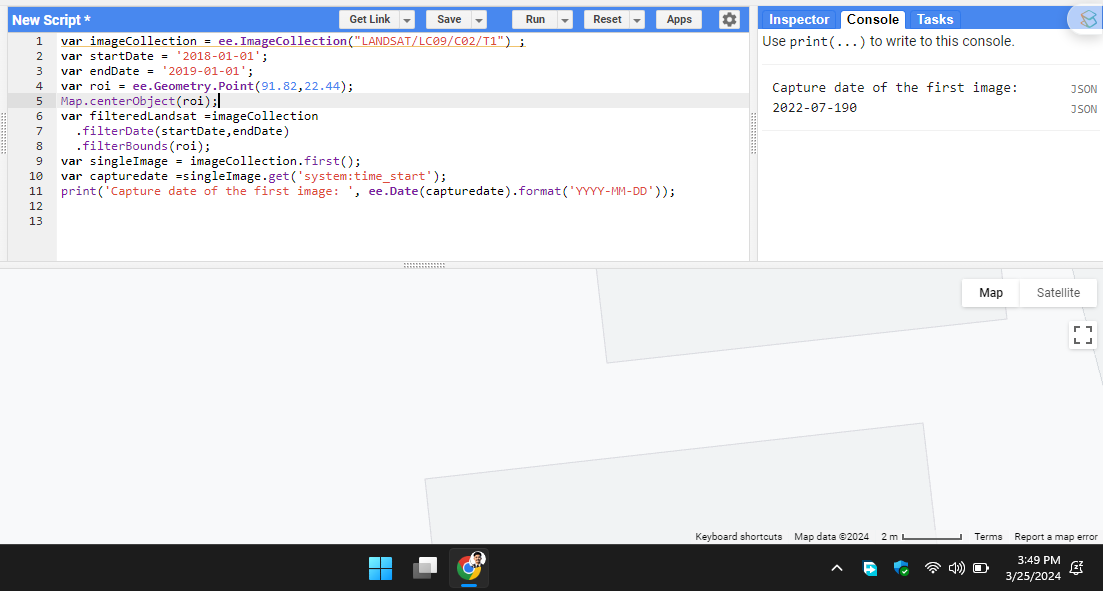 New Script *
Get Link
Save
Run
Reset
Apps
1 var imageCollection = ee.ImageCollection("LANDSAT/LC09/C02/T1") ;
2 var startDate = '2018-01-01';
3 var endDate = '2019-01-01';
4 var roi = ee.Geometry.Point(91.82,22.44);
5 Map.centerObject(roi);
6 var filteredLandsat =imageCollection
7 .filterDate(startDate,endDate)
8 .filterBounds(roi);
9 var singleImage = imageCollection.first();
10 var capturedate =singleImage.get('system:time_start');
11 print('Capture date of the first image: ', ee.Date(capturedate).format('YYYY-MM-DD'));
12
13
Inspector Console Tasks
Use print(...) to write to this console.
Capture date of the first image: JSON
2022-07-190 JSON
Map Satellite
Keyboard shortcuts Map data ©2024 2 m Terms Report a map error
3:49 PM
3/25/2024